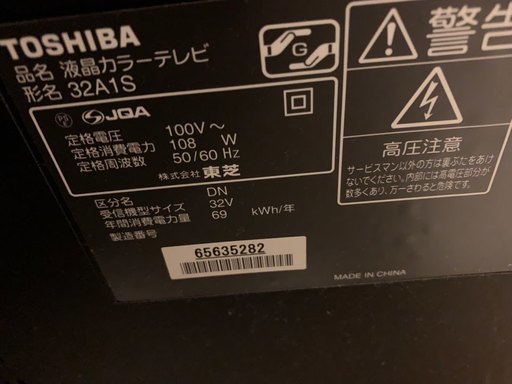 TOSHIBA
品名 液晶カラーテレビ
形名 32A1S
G
警告
JQA
定格電圧 100V～
定格消費電力 108 W
定格周波数 50/60 Hz
株式会社 東芝
区分名 DN
受信機型サイズ 32V
年間消費電力量 69 kWh/年
製造番号
65635282
高圧注意
サービスマン以外の方は裏ぶたをあけ
ないでください。内部には高電圧部分が
数多くあり、万一さわると危険です。
MADE IN CHINA